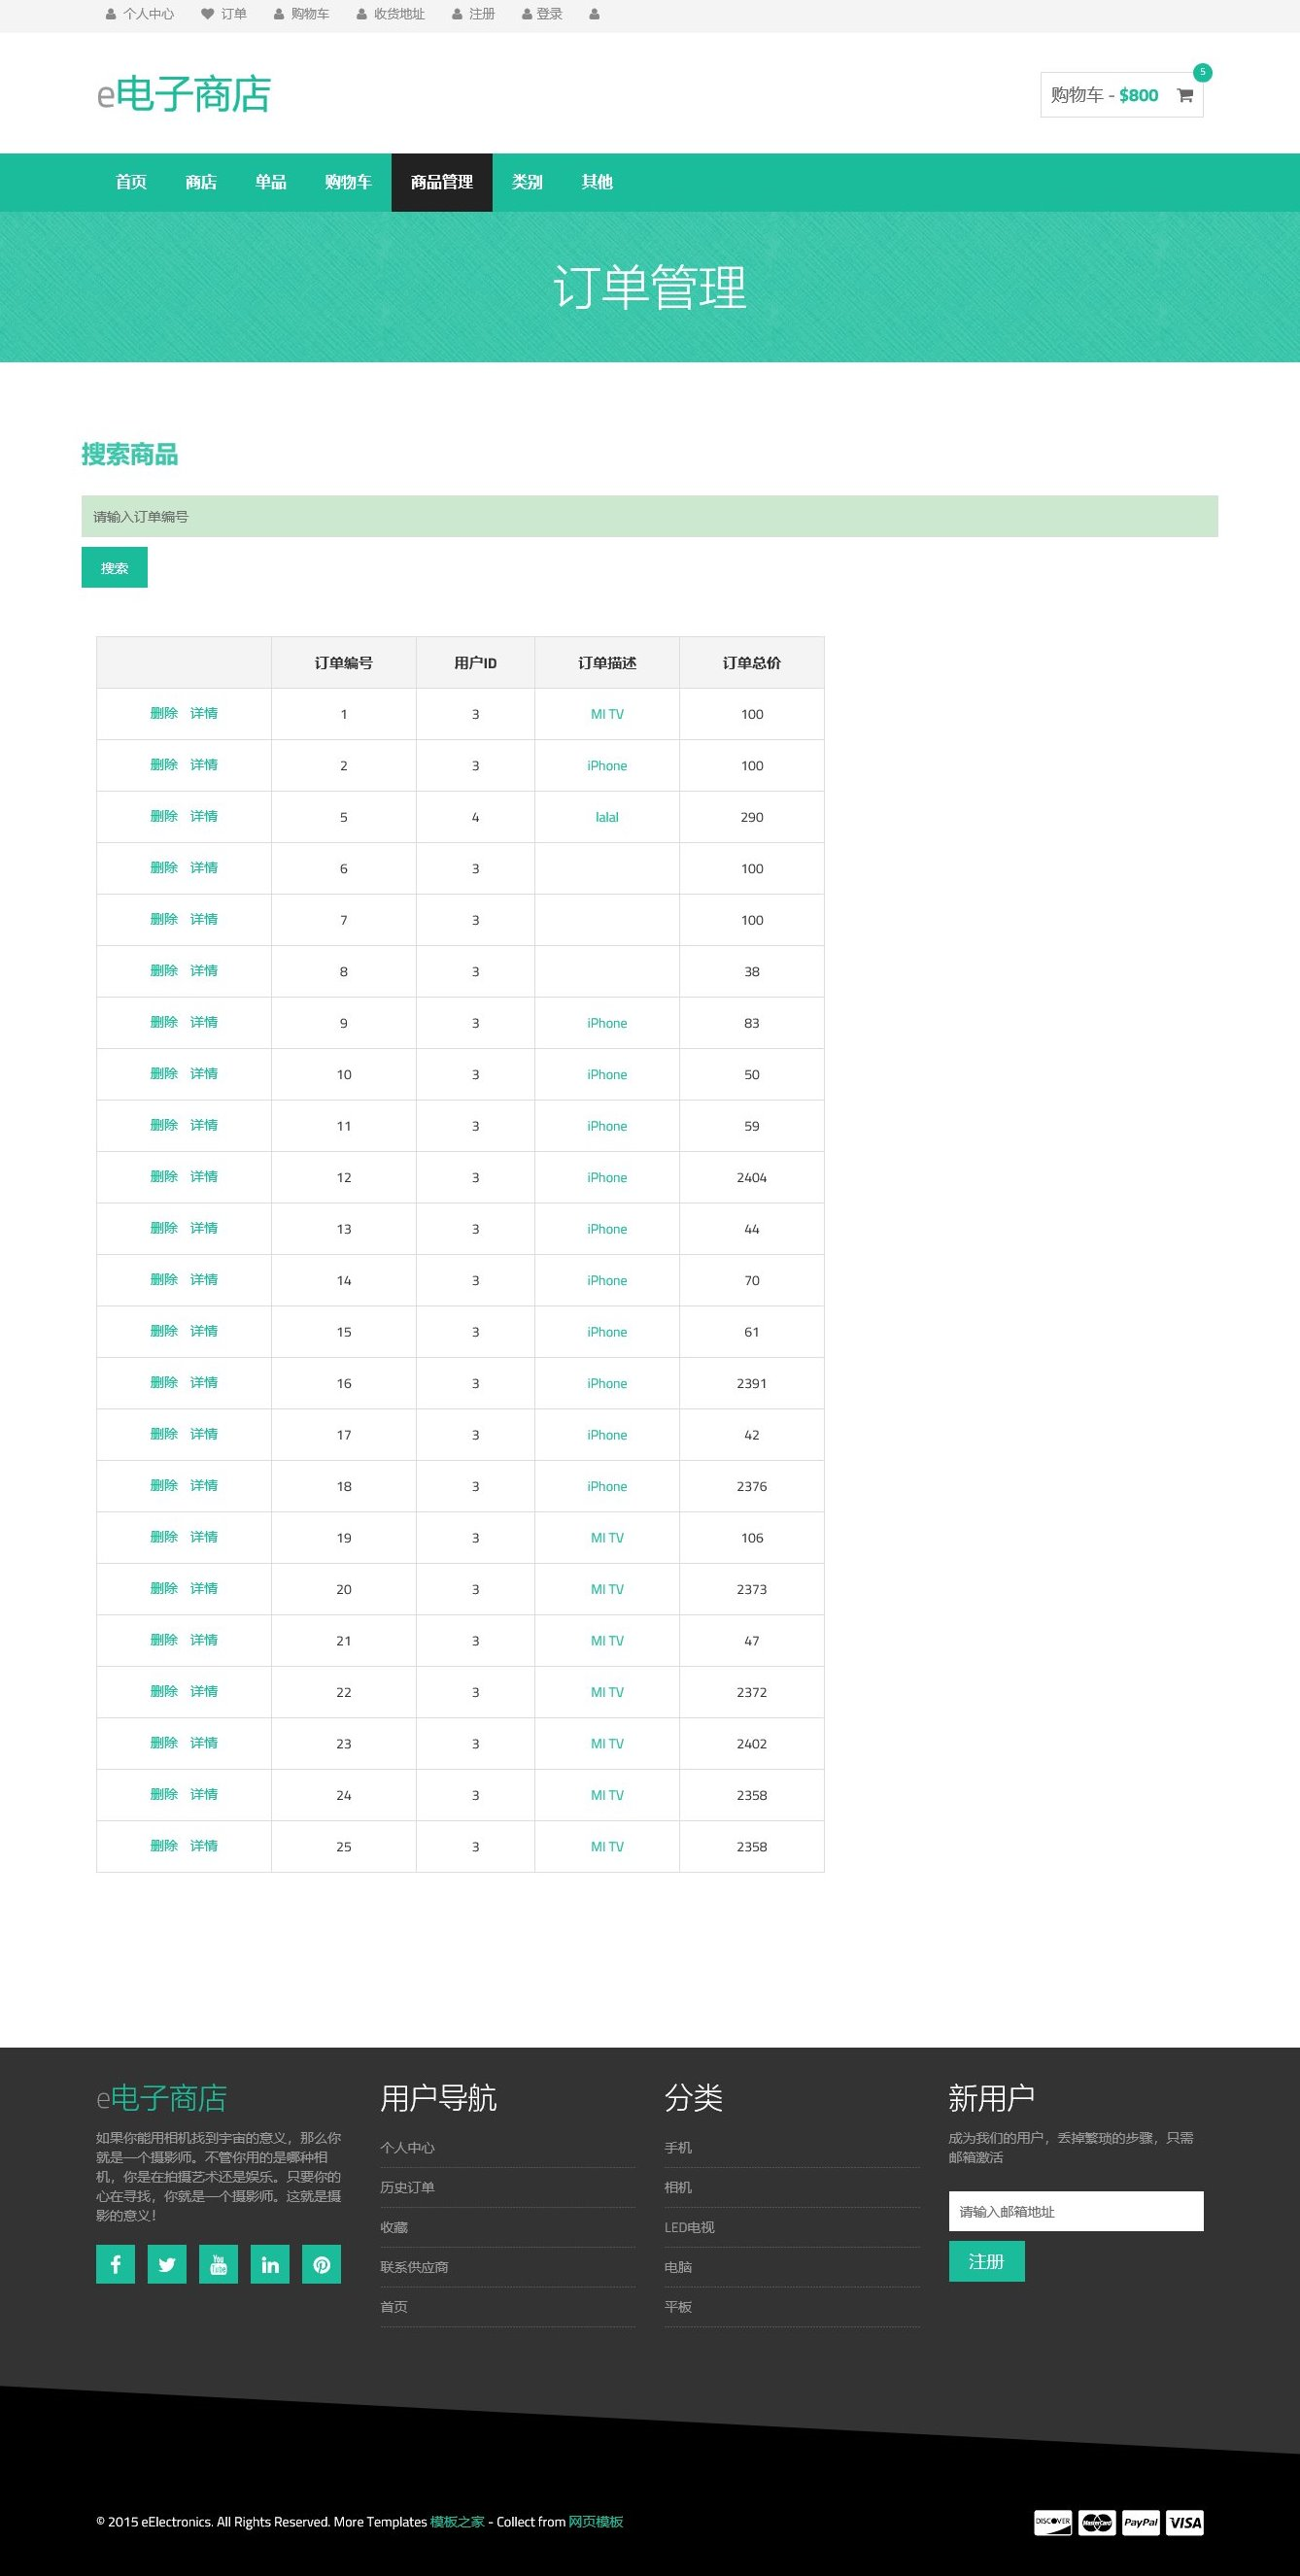 个人中心 订单 购物车 收货地址 注册 登录
e电子商店
购物车 - $800
5
首页 商店 单品 购物车 商品管理 类别 其他
订单管理
搜索商品
请输入订单编号
搜索
订单编号 用户ID 订单描述 订单总价
删除 详情 1 3 MI TV 100
删除 详情 2 3 iPhone 100
删除 详情 5 4 lalal 290
删除 详情 6 3 100
删除 详情 7 3 100
删除 详情 8 3 38
删除 详情 9 3 iPhone 83
删除 详情 10 3 iPhone 50
删除 详情 11 3 iPhone 59
删除 详情 12 3 iPhone 2404
删除 详情 13 3 iPhone 44
删除 详情 14 3 iPhone 70
删除 详情 15 3 iPhone 61
删除 详情 16 3 iPhone 2391
删除 详情 17 3 iPhone 42
删除 详情 18 3 iPhone 2376
删除 详情 19 3 MI TV 106
删除 详情 20 3 MI TV 2373
删除 详情 21 3 MI TV 47
删除 详情 22 3 MI TV 2372
删除 详情 23 3 MI TV 2402
删除 详情 24 3 MI TV 2358
删除 详情 25 3 MI TV 2358
e电子商店
如果你能用相机找到宇宙的意义，那么你
就是一个摄影师。不管你用的是哪种相
机，你是在拍摄艺术还是娱乐。只要你的
心在寻找，你就是一个摄影师。这就是摄
影的意义！
You Tube
用户导航
个人中心
历史订单
收藏
联系供应商
首页
分类
手机
相机
LED电视
电脑
平板
新用户
成为我们的用户，丢掉繁琐的步骤，只需
邮箱激活
请输入邮箱地址
注册
© 2015 eElectronics. All Rights Reserved. More Templates 模板之家 - Collect from 网页模板
DISCOVER MasterCard PayPal VISA